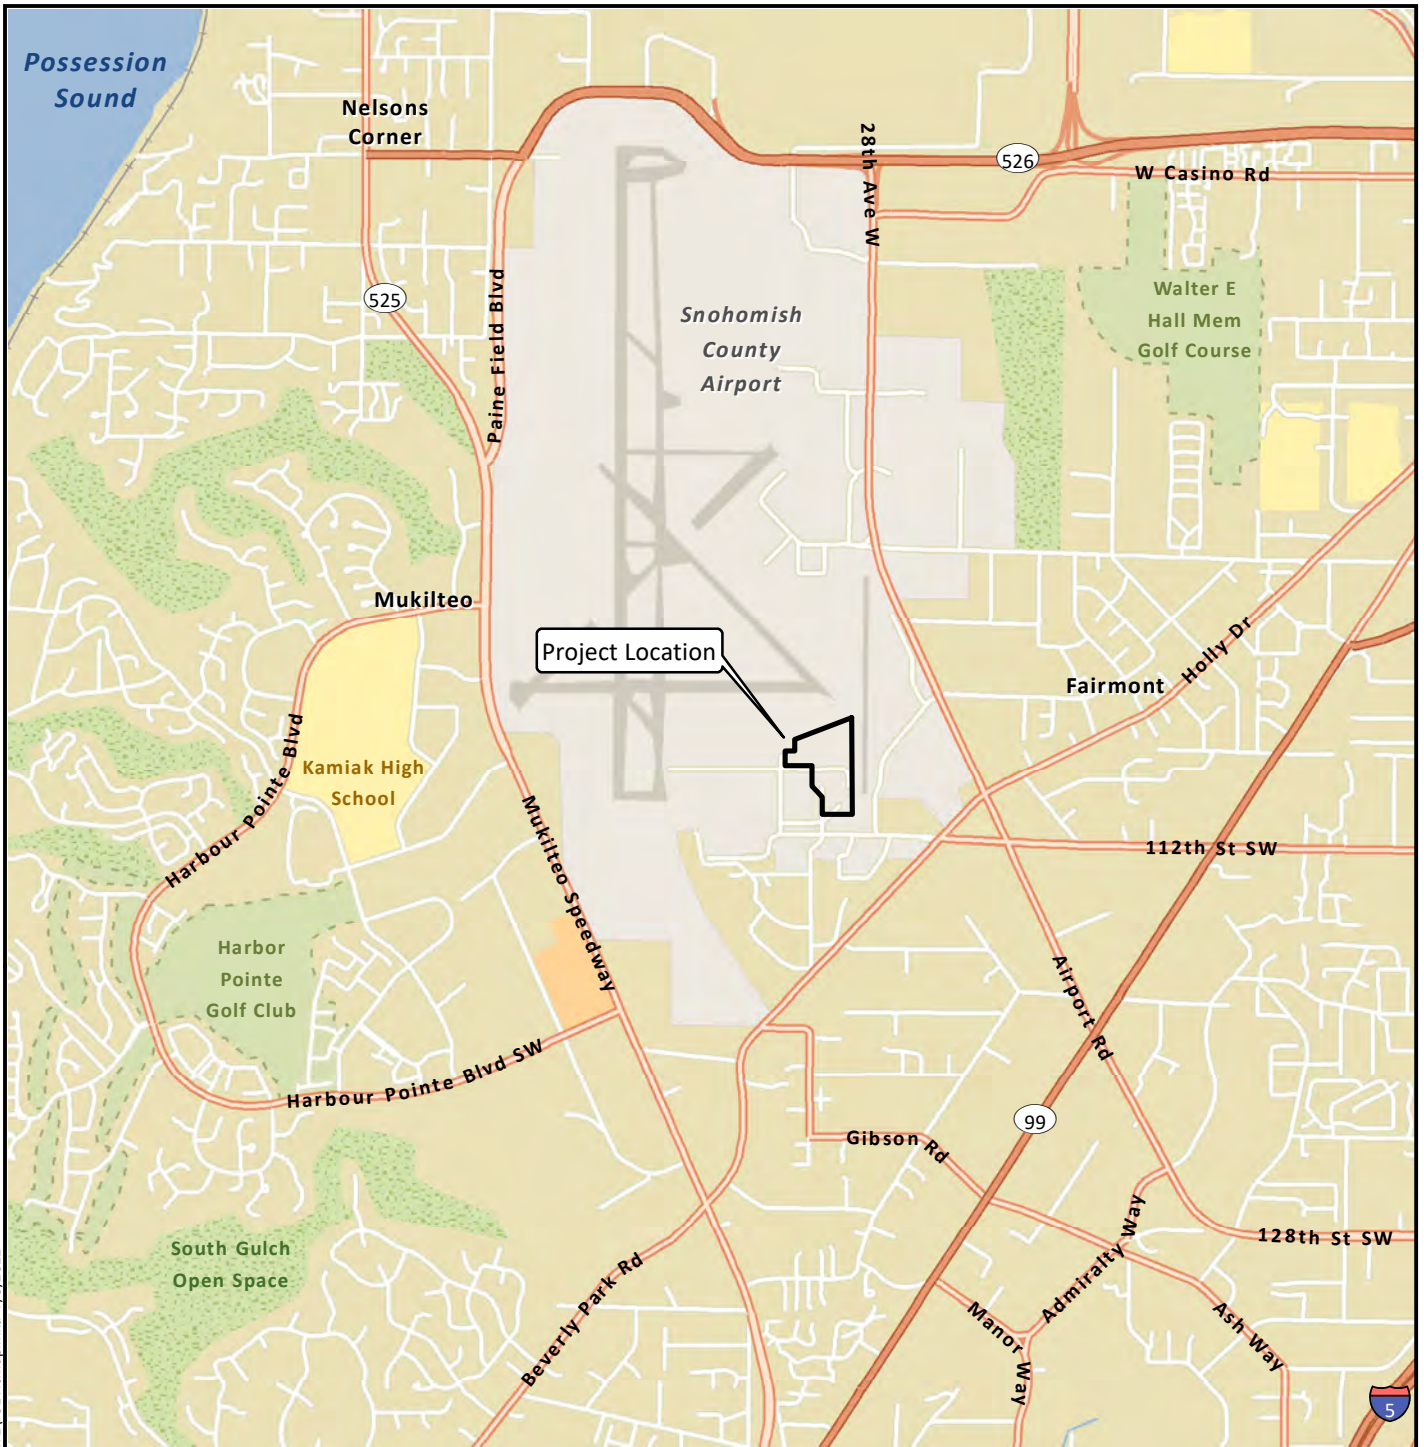 Possession
Sound
Nelsons
Corner
28th Ave W
526
W Casino Rd
525
Paine Field Blvd
Snohomish
County
Airport
Walter E
Hall Mem
Golf Course
Mukilteo
Project Location
Holly Dr
Fairmont
Harbour Pointe Blvd
Kamiak High
School
Mukilteo Speedway
112th St SW
Harbor
Pointe
Golf Club
Airport Rd
Harbour Pointe Blvd SW
99
Gibson Rd
South Gulch
Open Space
Beverly Park Rd
Admiralty Way
128th St SW
Manor Way
Ash Way
5